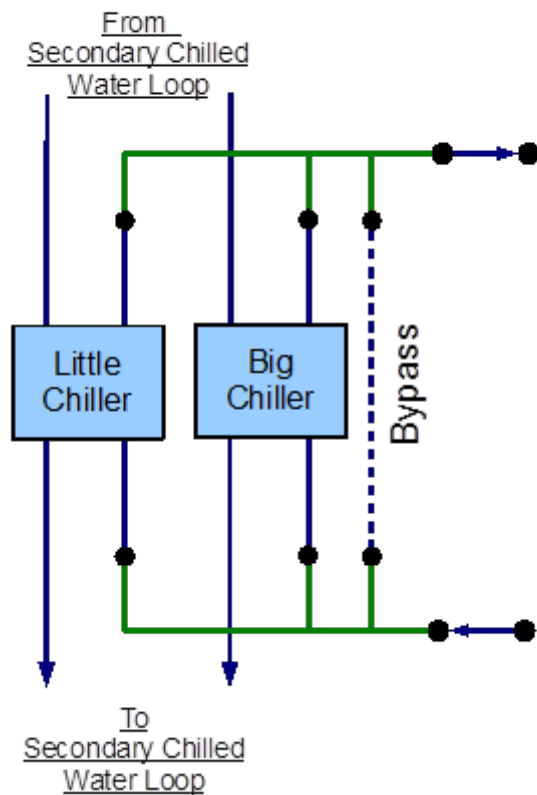 From
Secondary Chilled
Water Loop
Little
Chiller
Big
Chiller
Bypass
To
Secondary Chilled
Water Loop